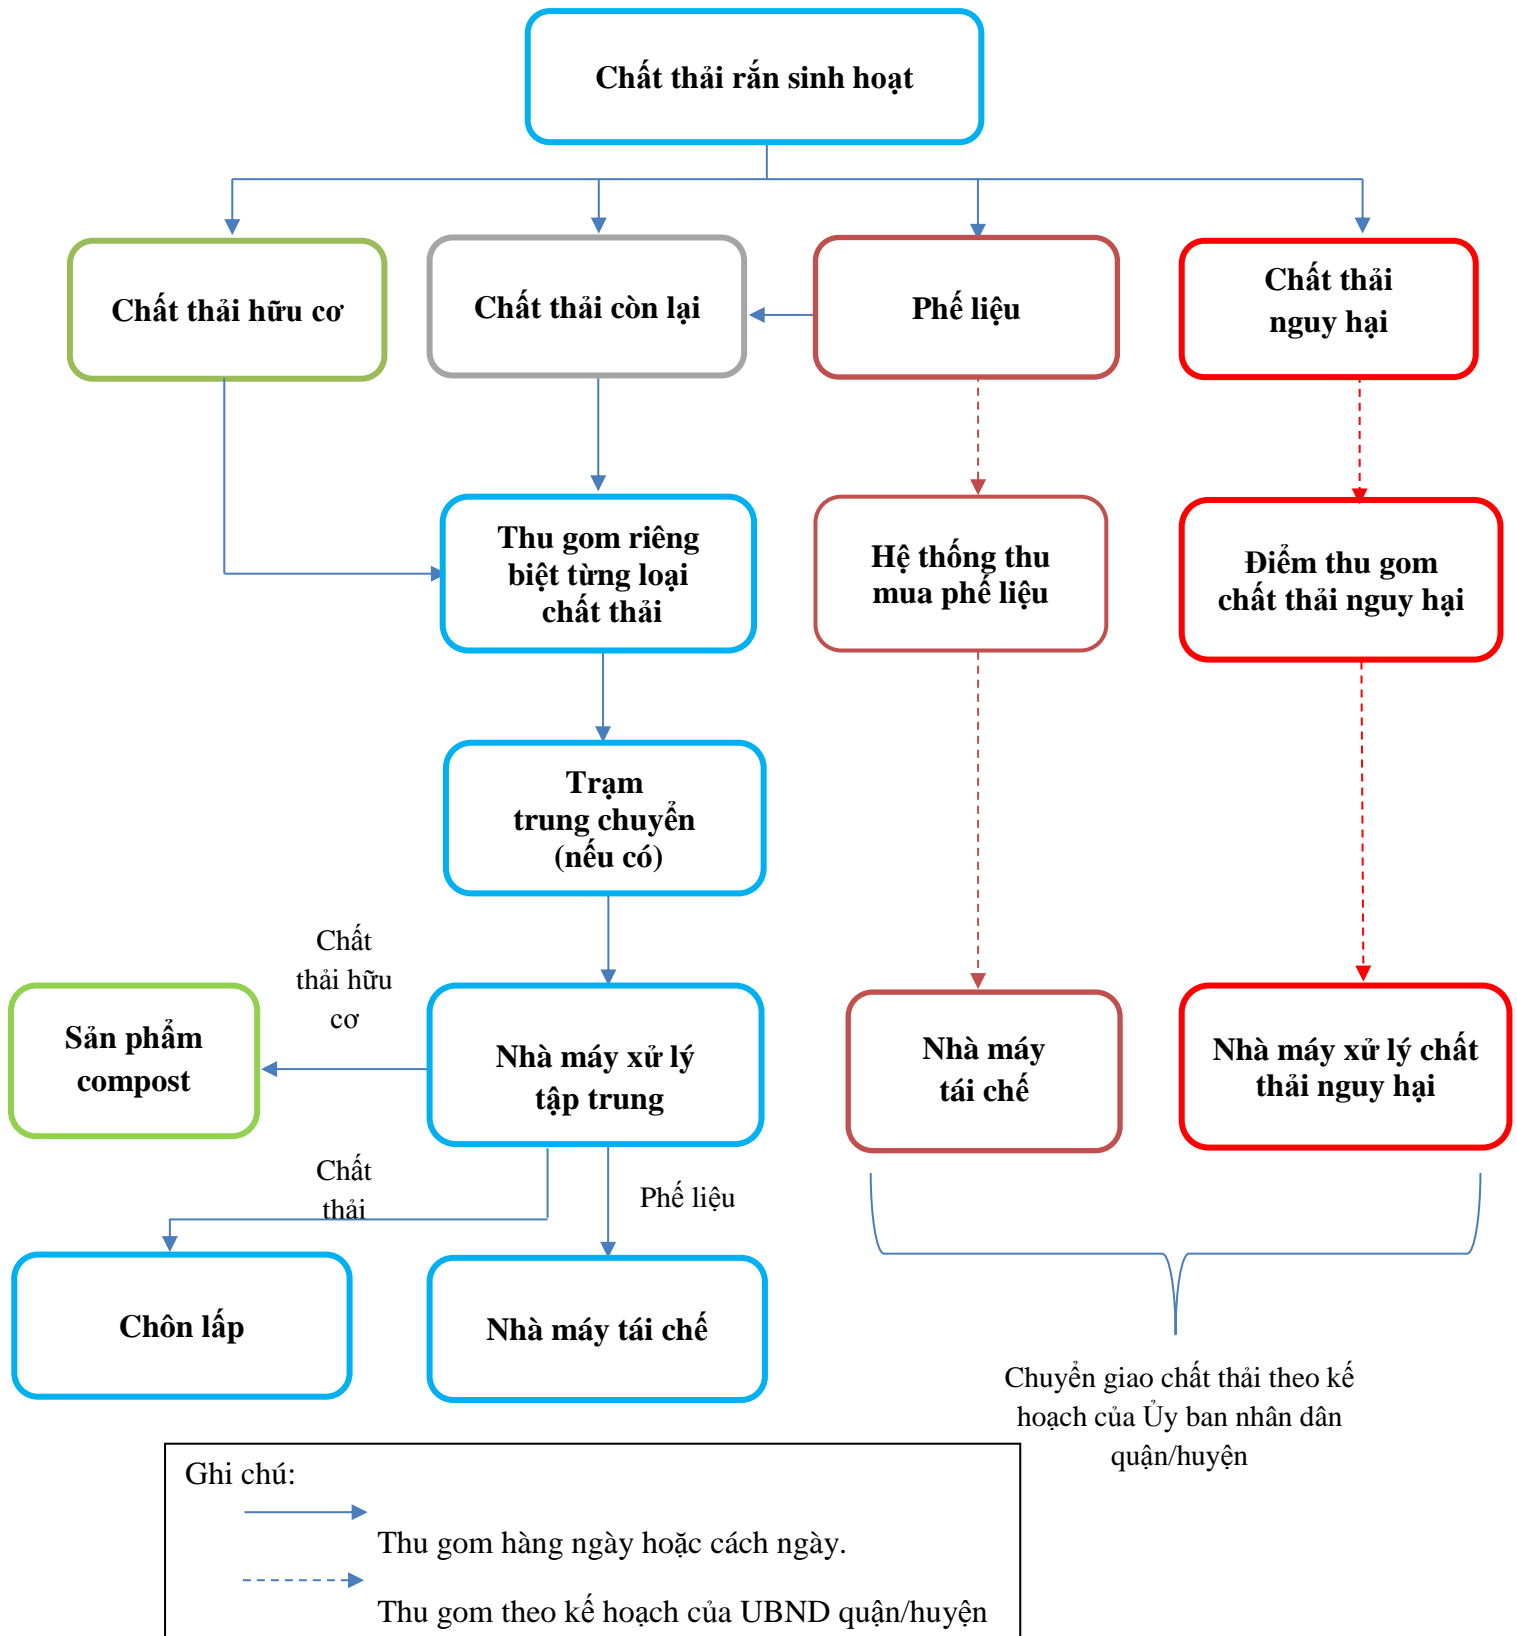 Chất thải rắn sinh hoạt
Chất thải hữu cơ
Chất thải còn lại
Phế liệu
Chất thải
nguy hại
Thu gom riêng
biệt từng loại
chất thải
Hệ thống thu
mua phế liệu
Điểm thu gom
chất thải nguy hại
Trạm
trung chuyển
(nếu có)
Chất
thải hữu
cơ
Sản phẩm
compost
Nhà máy xử lý
tập trung
Nhà máy
tái chế
Nhà máy xử lý chất
thải nguy hại
Chất
thải
Phế liệu
Chôn lấp
Nhà máy tái chế
Chuyển giao chất thải theo kế
hoạch của Ủy ban nhân dân
quận/huyện
Ghi chú:
Thu gom hàng ngày hoặc cách ngày.
Thu gom theo kế hoạch của UBND quận/huyện